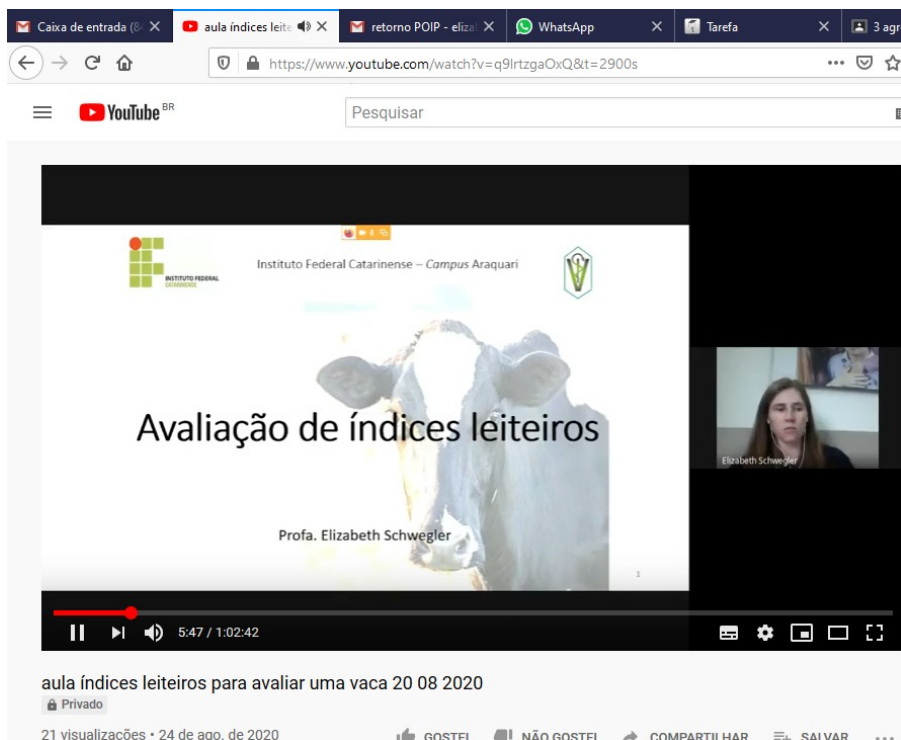 Caixa de entrada (8
aula índices leite
retorno POIP - eliza
WhatsApp
Tarefa
3 agr
https://www.youtube.com/watch?v=q9lrtzgaOxQ&t=2900s
YouTube BR
Pesquisar
INSTITUTO FEDERAL
CATARINENSE
Instituto Federal Catarinense – Campus Araquari
Avaliação de índices leiteiros
Elizabeth Schwegler
Profa. Elizabeth Schwegler
1
5:47 / 1:02:42
aula índices leiteiros para avaliar uma vaca 20 08 2020
Privado
21 visualizações • 24 de ago. de 2020
GOSTEI
NÃO GOSTEI
COMPARTILHAR
SALVAR